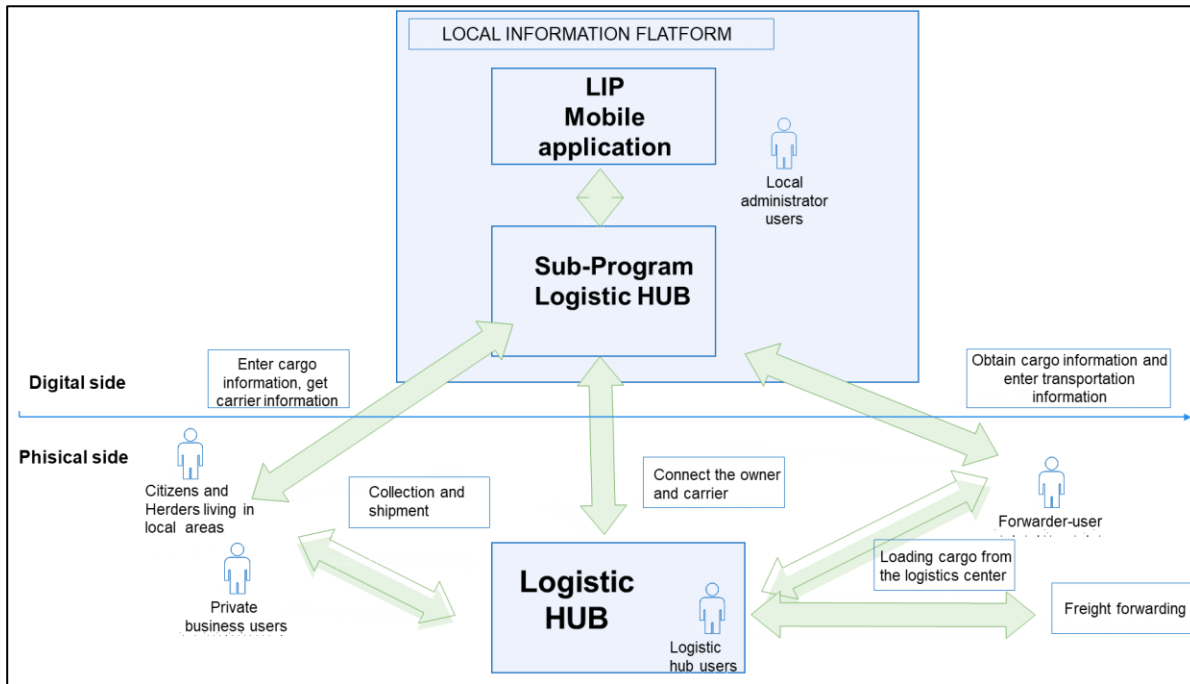 LOCAL INFORMATION FLATFORM
LIP
Mobile
application
Local
administrator
users
Sub-Program
Logistic HUB
Enter cargo
information, get
carrier information
Obtain cargo information and
enter transportation
information
Digital side
Phisical side
Citizens and
Herders living in
local areas
Collection and
shipment
Connect the owner
and carrier
Forwarder-user
Private
business users
Logistic
HUB
Logistic
hub users
Loading cargo from
the logistics center
Freight forwarding